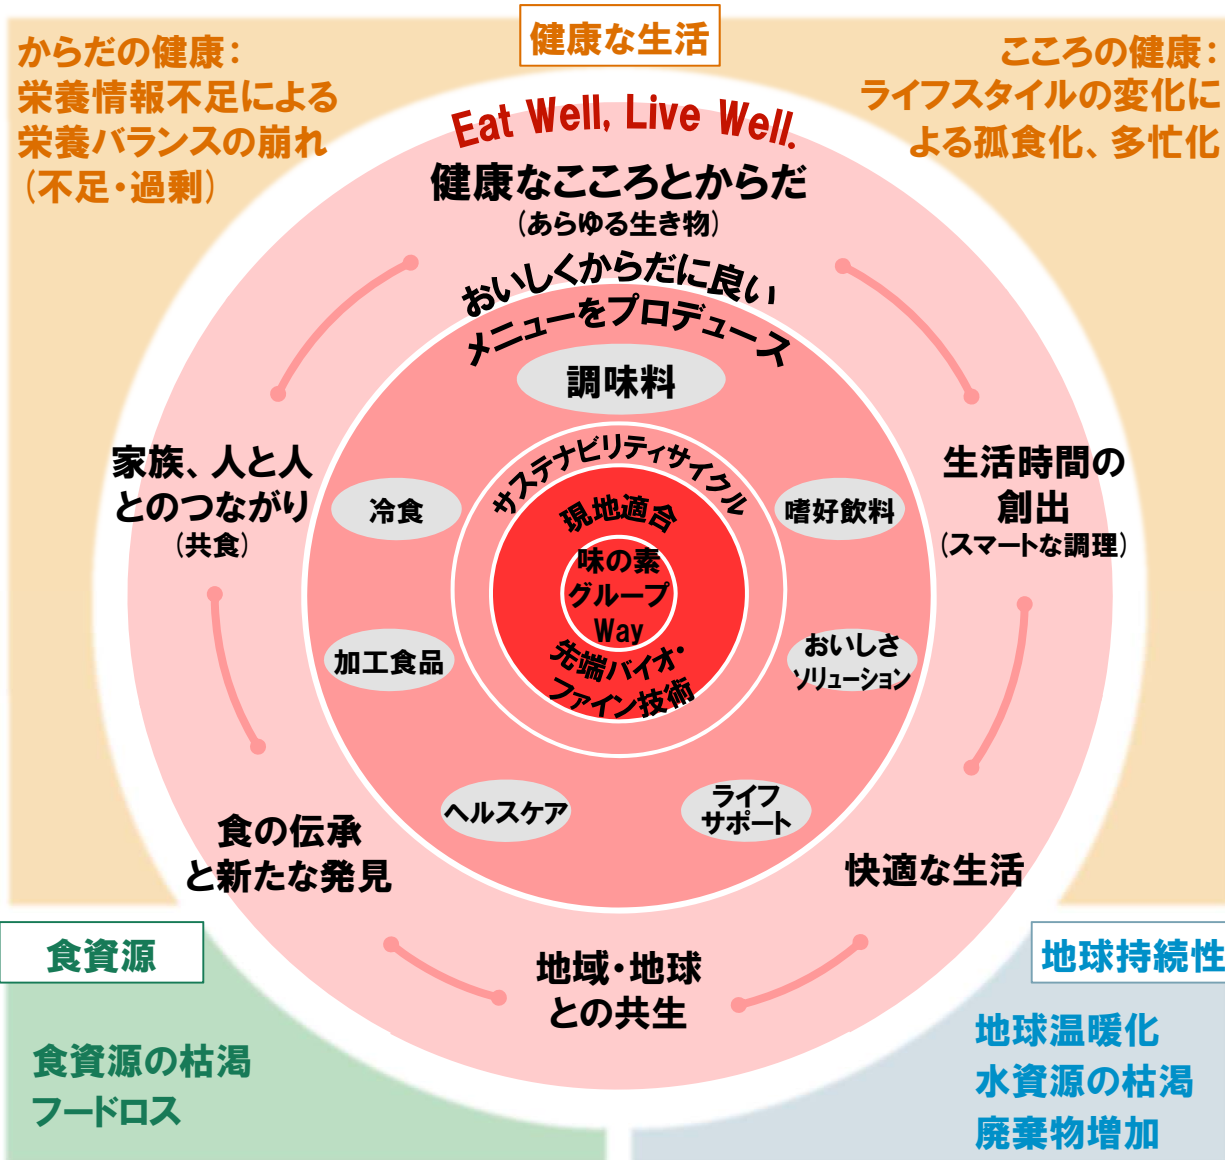 健康な生活
からだの健康：
栄養情報不足による
栄養バランスの崩れ
（不足・過剰）
こころの健康：
ライフスタイルの変化に
よる孤食化、多忙化
Eat Well, Live Well.
健康なこころとからだ
（あらゆる生き物）
おいしくからだに良い
メニューをプロデュース
調味料
サステナビリティサイクル
家族、人と人
とのつながり
（共食）
生活時間の
創出
（スマートな調理）
冷食
嗜好飲料
現地適合
味の素
グループ
Way
先端バイオ・
ファイン技術
加工食品
おいしさ
ソリューション
ヘルスケア
ライフ
サポート
食の伝承
と新たな発見
快適な生活
地域・地球
との共生
食資源
食資源の枯渇
フードロス
地球持続性
地球温暖化
水資源の枯渇
廃棄物増加